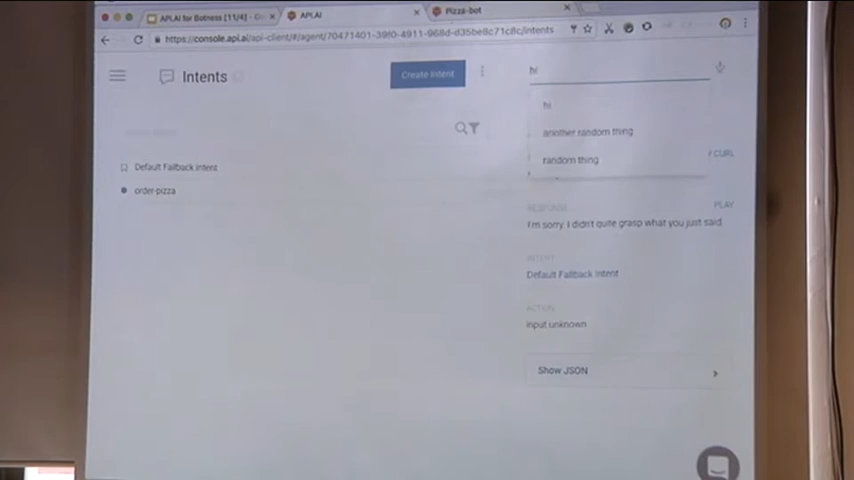 API.AI for Botness [11/4] - Go
API.AI
Pizza-bot
https://console.api.ai/api-client/#/agent/70471401-39f0-4911-968d-d35be8c71c8c/intents
Intents
Create Intent
hi
hi
another random thing
CURL
random thing
RESPONSE
PLAY
I'm sorry. I didn't quite grasp what you just said.
Default Fallback Intent
order-pizza
INTENT
Default Fallback Intent
ACTION
input.unknown
Show JSON